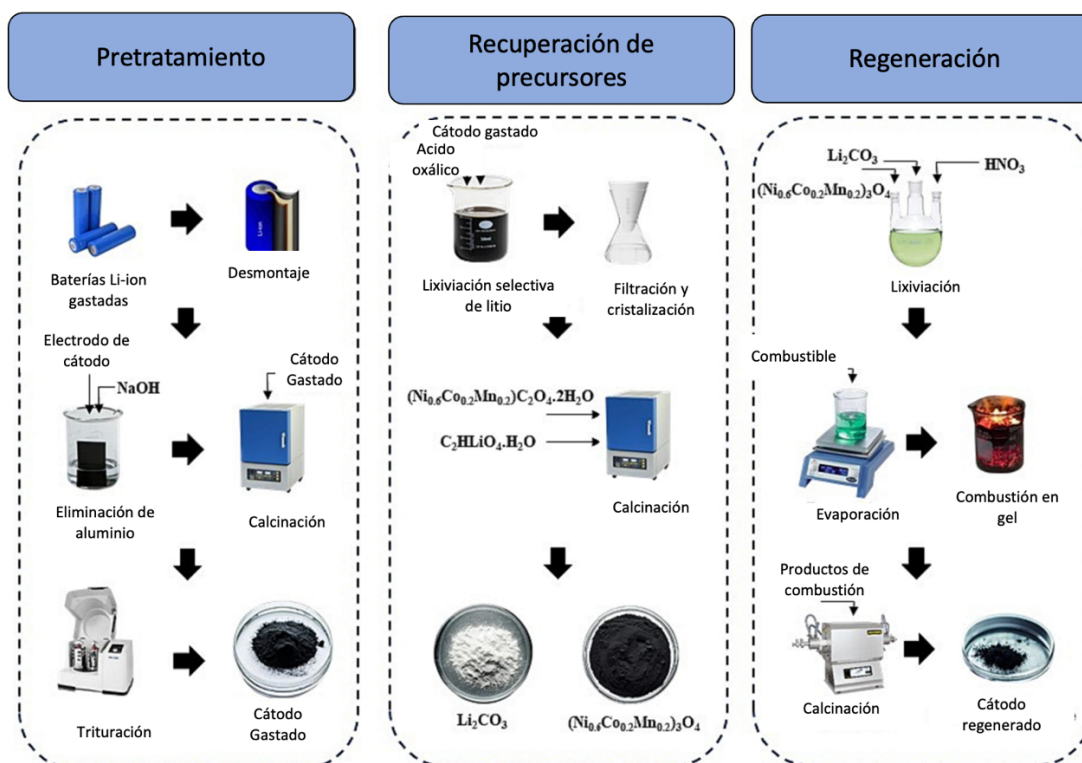 Pretratamiento
Baterías Li-ion
gastadas
Li-ion
Desmontaje
Electrodo de
cátodo
NaOH
Eliminación de
aluminio
Cátodo
Gastado
Calcinación
Trituración
Cátodo
Gastado
Recuperación de
precursores
Cátodo gastado
Acido
oxálico
Lixiviación selectiva
de litio
Filtración y
cristalización
(Ni₀.₆Co₀.₂Mn₀.₂)C₂O₄.2H₂O
C₂HLiO₄.H₂O
Calcinación
Li₂CO₃
(Ni₀.₆Co₀.₂Mn₀.₂)₃O₄
Regeneración
Li₂CO₃
HNO₃
(Ni₀.₆Co₀.₂Mn₀.₂)₃O₄
Lixiviación
Combustible
Evaporación
Combustión en
gel
Productos de
combustión
Calcinación
Cátodo
regenerado